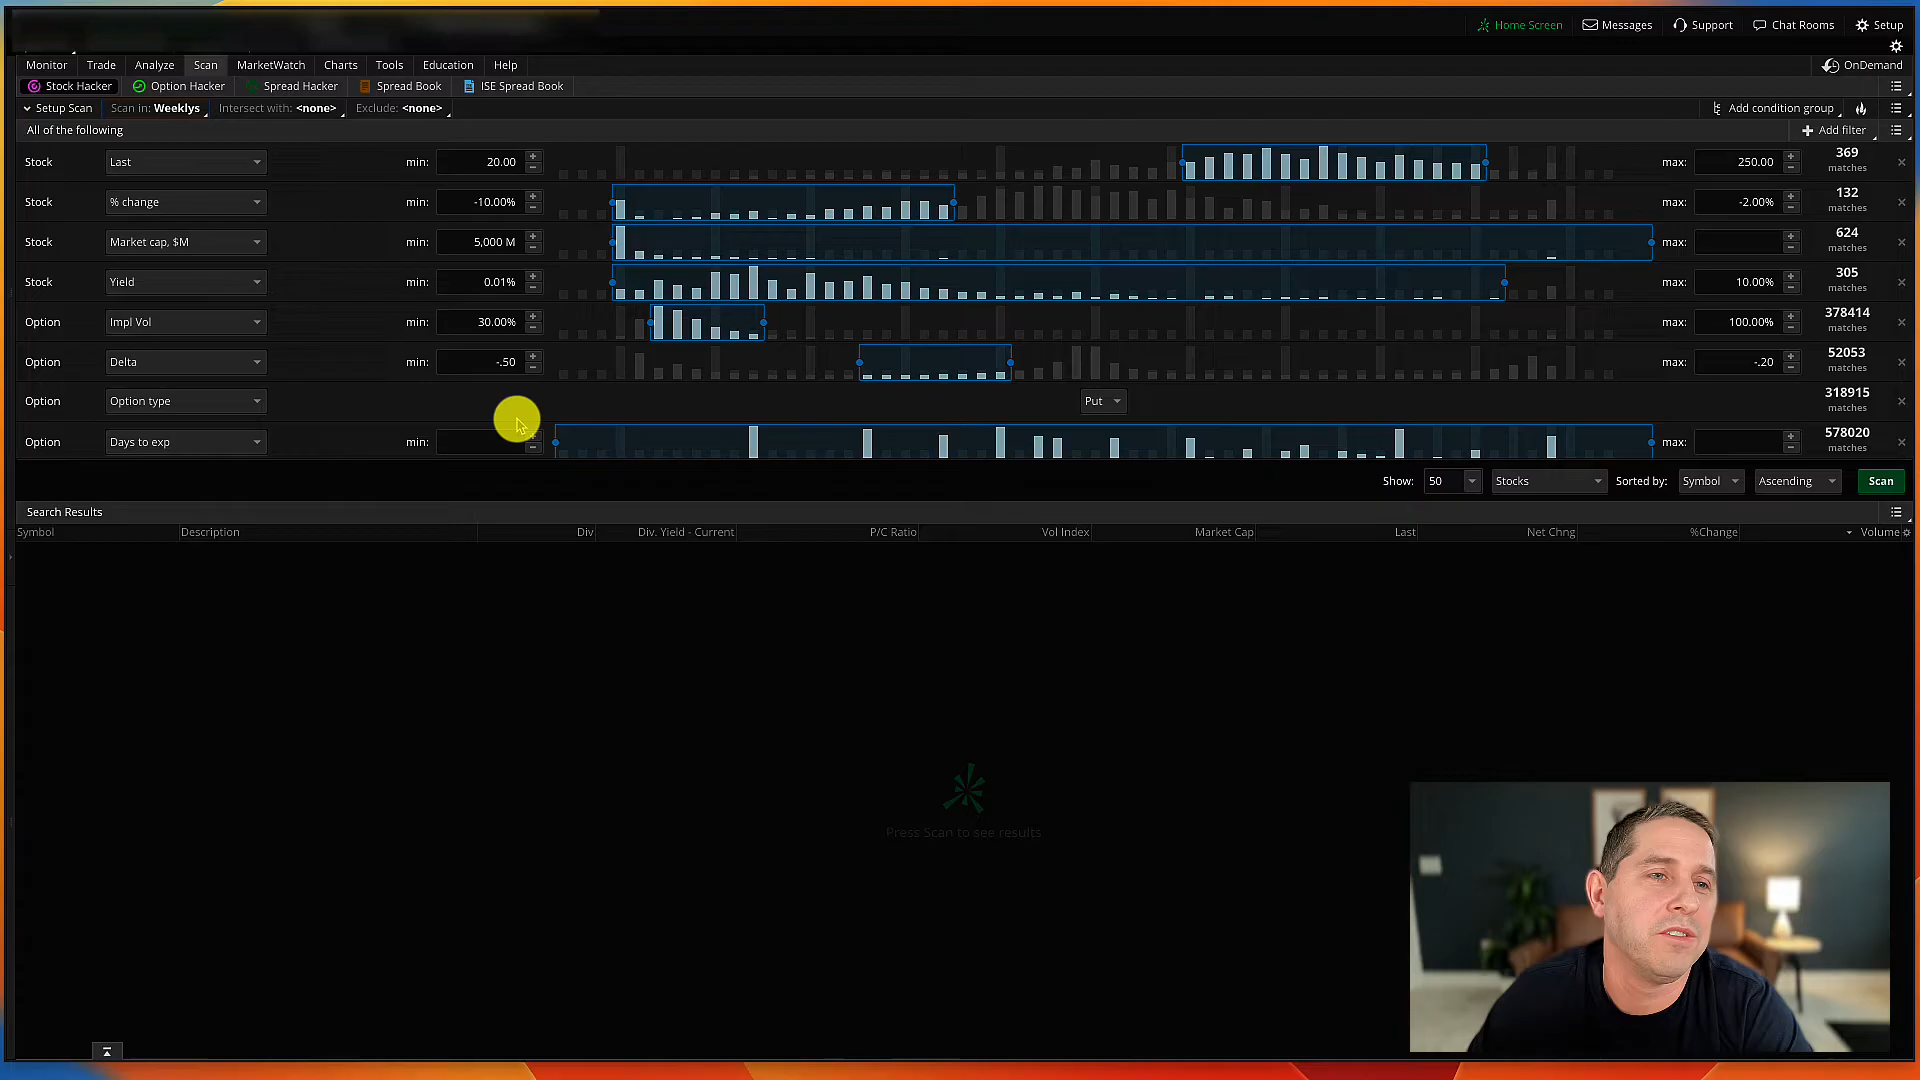 Home Screen Messages Support Chat Rooms Setup
Monitor Trade Analyze Scan MarketWatch Charts Tools Education Help OnDemand
Stock Hacker Option Hacker Spread Hacker Spread Book ISE Spread Book
Setup Scan Scan in: Weeklys Intersect with: <none> Exclude: <none> Add condition group
All of the following Add filter
Stock Last min: 20.00 max: 250.00 369 matches
Stock % change min: -10.00% max: -2.00% 132 matches
Stock Market cap, $M min: 5,000 M max: 624 matches
Stock Yield min: 0.01% max: 10.00% 305 matches
Option Impl Vol min: 30.00% max: 100.00% 378414 matches
Option Delta min: -.50 max: -.20 52053 matches
Option Option type Put 318915 matches
Option Days to exp min: max: 578020 matches
Show: 50 Stocks Sorted by: Symbol Ascending Scan
Search Results
Symbol Description Div Div. Yield - Current P/C Ratio Vol Index Market Cap Last Net Chng %Change Volume
Press Scan to see results